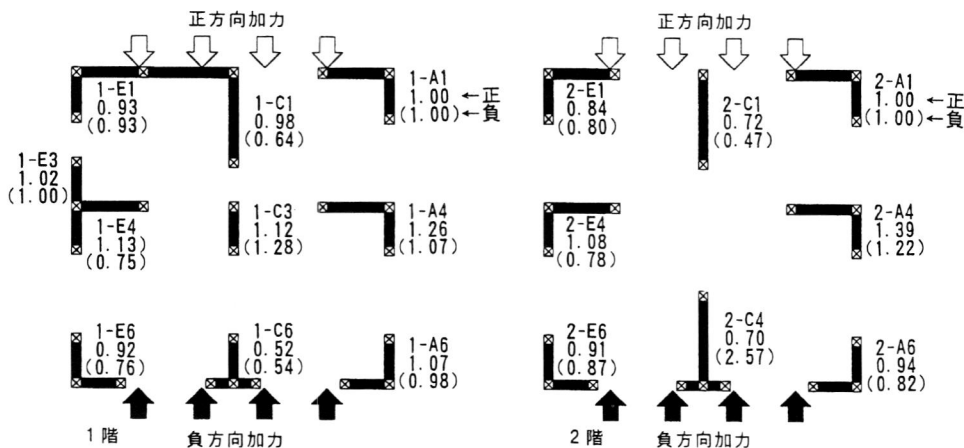 正方向加力
1-E1
0.93
(0.93)
1-C1
0.98
(0.64)
1-A1
1.00 ←正
(1.00)←負
1-E3
1.02
(1.00)
1-E4
1.13
(0.75)
1-C3
1.12
(1.28)
1-A4
1.26
(1.07)
1-E6
0.92
(0.76)
1-C6
0.52
(0.54)
1-A6
1.07
(0.98)
1階
負方向加力
正方向加力
2-E1
0.84
(0.80)
2-C1
0.72
(0.47)
2-A1
1.00 ←正
(1.00)←負
2-E4
1.08
(0.78)
2-A4
1.39
(1.22)
2-E6
0.91
(0.87)
2-C4
0.70
(2.57)
2-A6
0.94
(0.82)
2階
負方向加力